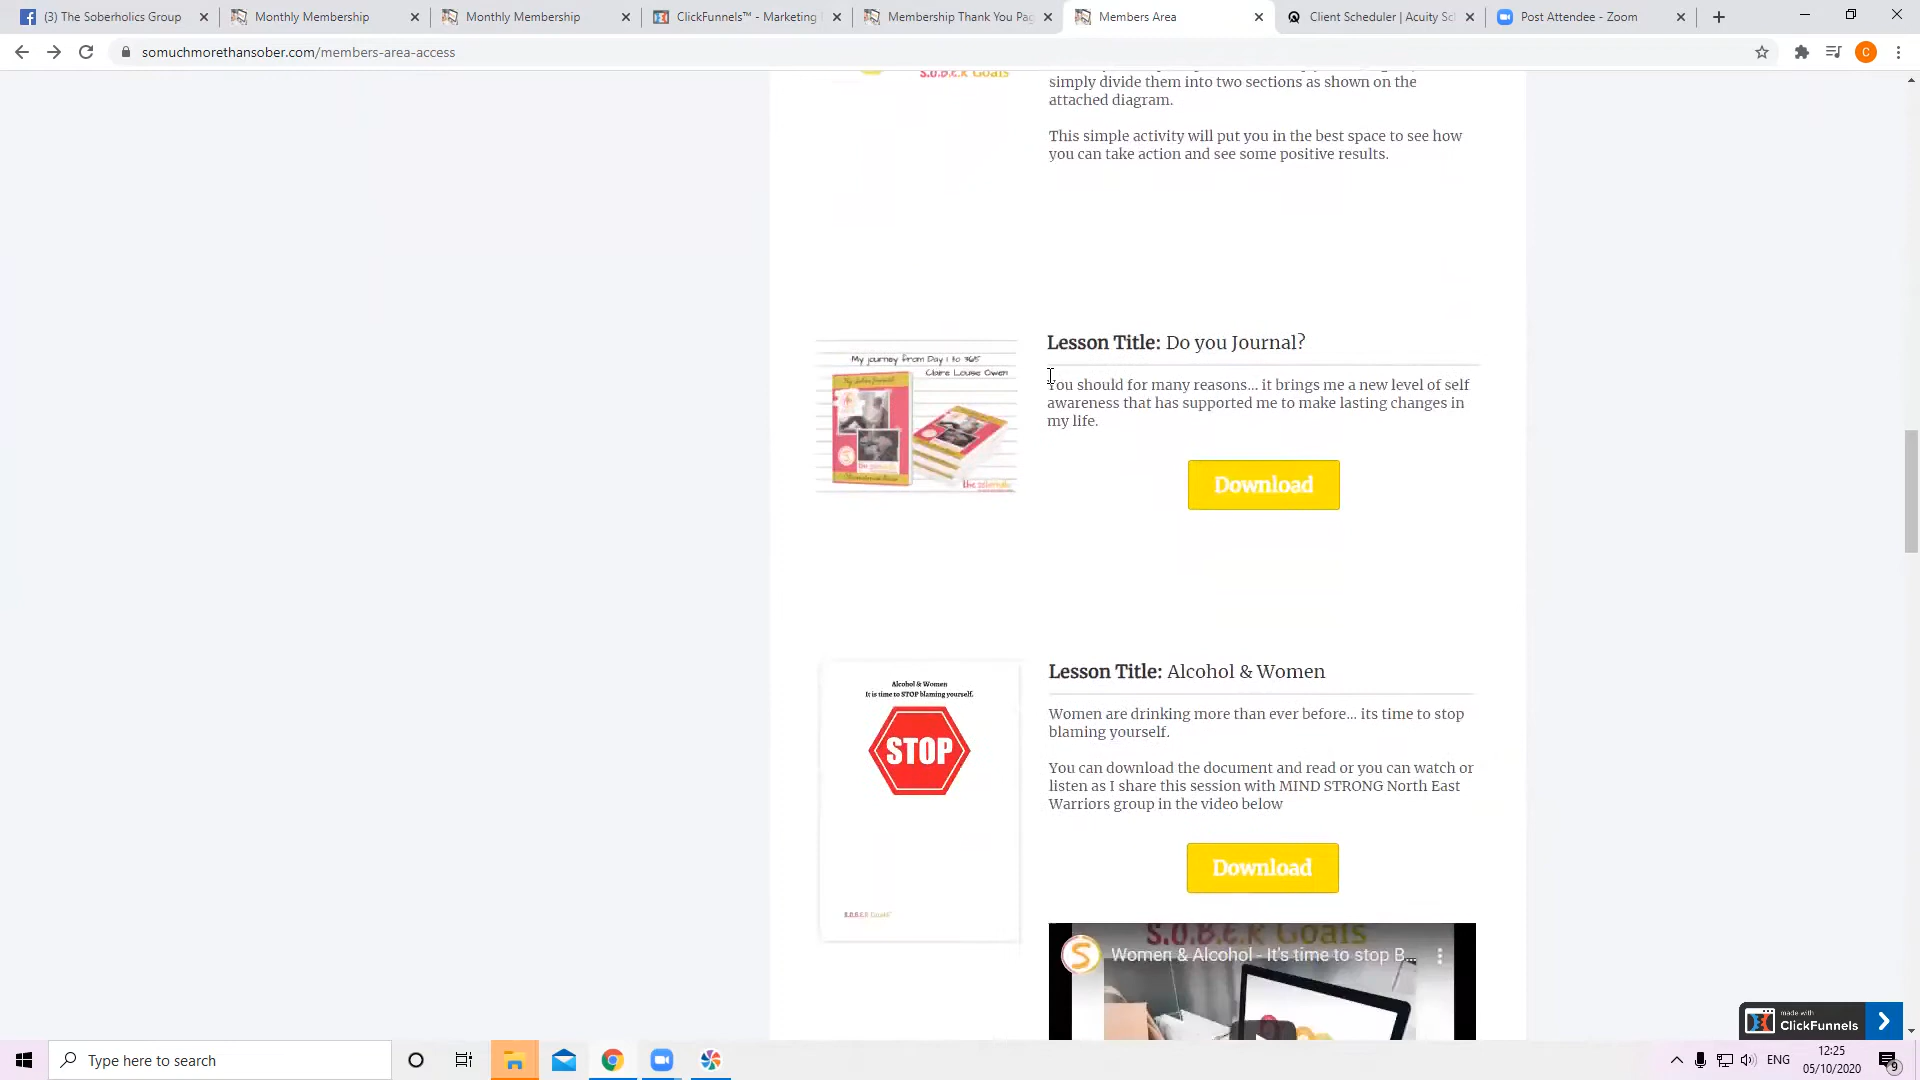 (3) The Soberholics Group
Monthly Membership
Monthly Membership
ClickFunnels™ - Marketing
Membership Thank You Pag
Members Area
Client Scheduler | Acuity Sc
Post Attendee - Zoom
somuchmorethansober.com/members-area-access
C
S.O.B.E.R Goals
simply divide them into two sections as shown on the
attached diagram.
This simple activity will put you in the best space to see how
you can take action and see some positive results.
My journey from Day 1 to 365
Claire Louise Owen
Lesson Title: Do you Journal?
You should for many reasons... it brings me a new level of self
awareness that has supported me to make lasting changes in
my life.
Download
Alcohol & Women
It is time to STOP blaming yourself.
STOP
S.O.B.E.R Goals
Lesson Title: Alcohol & Women
Women are drinking more than ever before... its time to stop
blaming yourself.
You can download the document and read or you can watch or
listen as I share this session with MIND STRONG North East
Warriors group in the video below
Download
S.O.B.E.R Goals
S
Women & Alcohol - It's time to stop B...
made with
ClickFunnels
Type here to search
ENG
12:25
05/10/2020
9